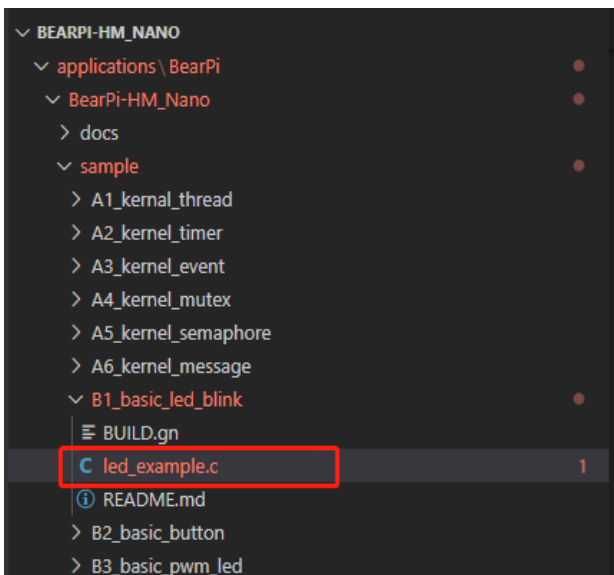 BEARPI-HM_NANO
applications\BearPi
BearPi-HM_Nano
docs
sample
A1_kernal_thread
A2_kernel_timer
A3_kernel_event
A4_kernel_mutex
A5_kernel_semaphore
A6_kernel_message
B1_basic_led_blink
BUILD.gn
C led_example.c 1
README.md
B2_basic_button
B3_basic_pwm_led